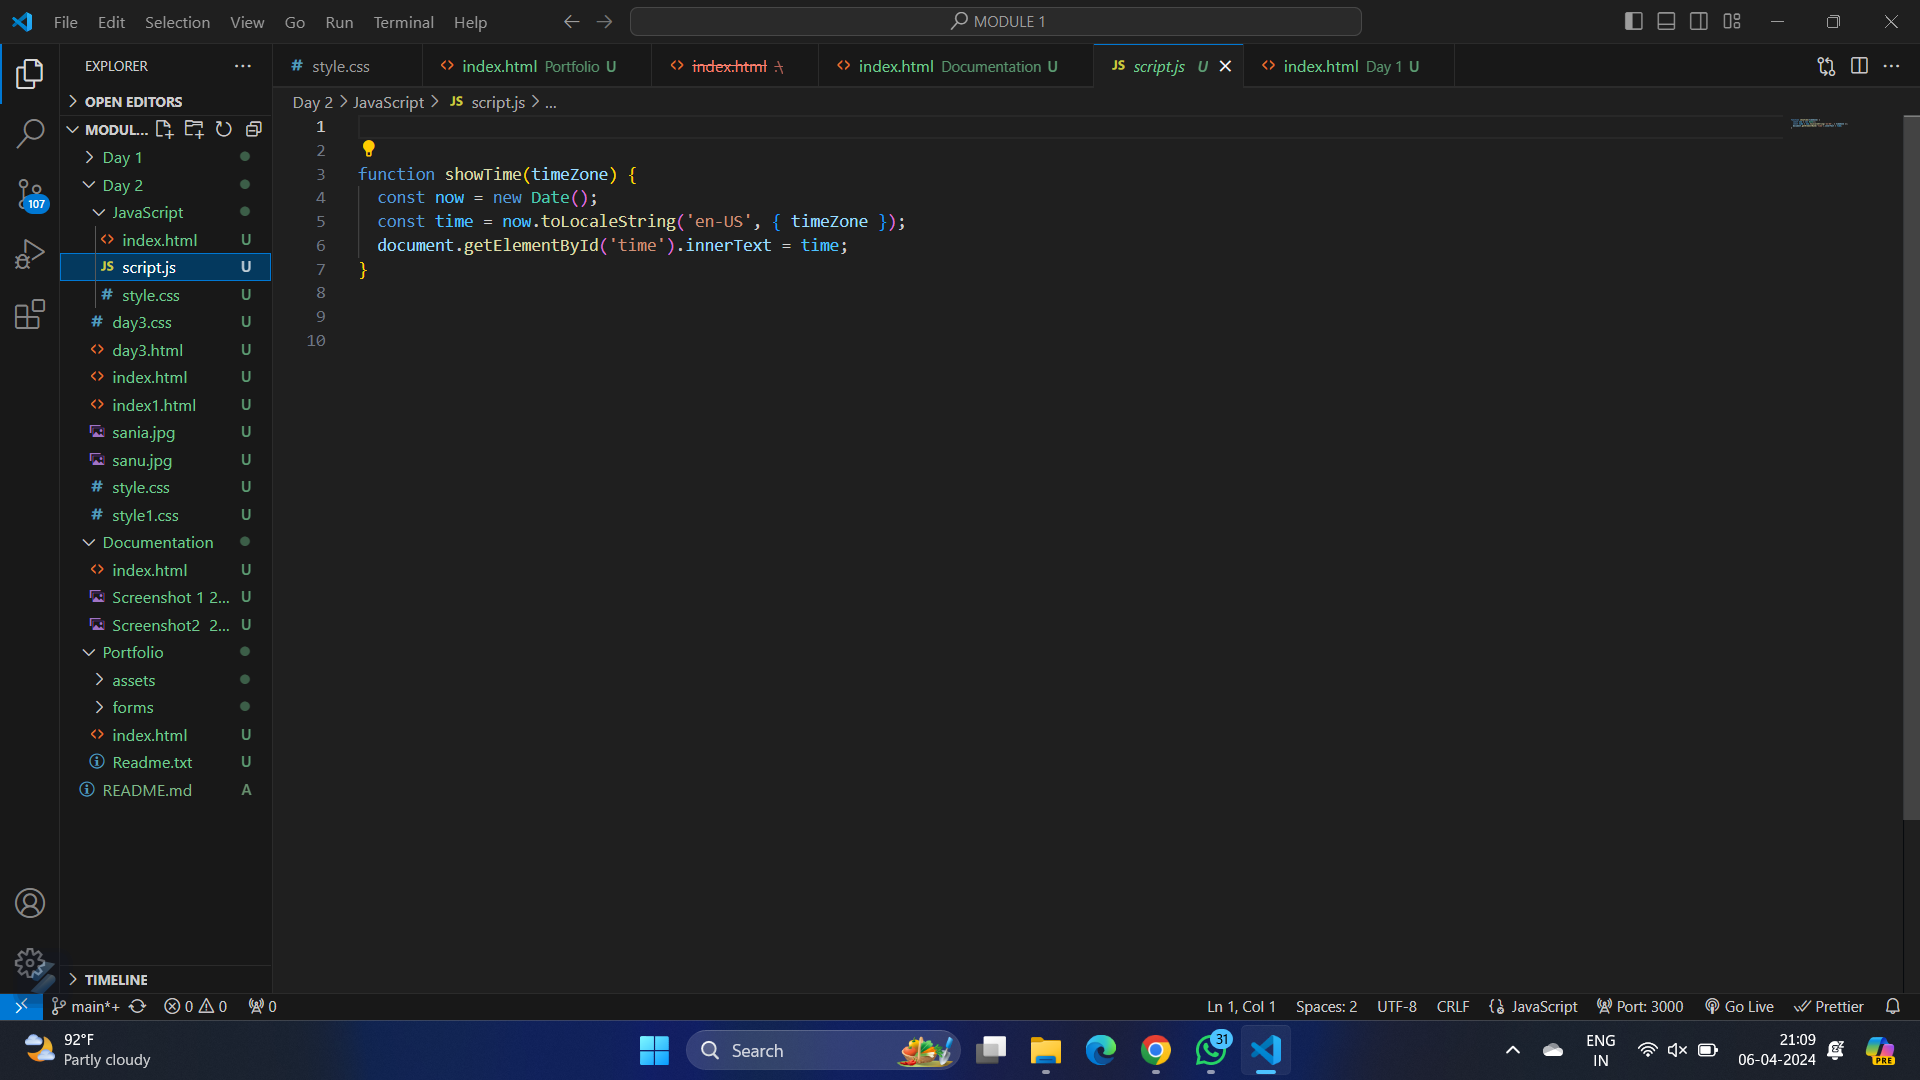 File Edit Selection View Go Run Terminal Help
MODULE 1
EXPLORER
style.css
index.html Portfolio U
index.html
index.html Documentation U
JS script.js U
index.html Day 1 U
OPEN EDITORS
Day 2 > JavaScript > JS script.js > ...
MODUL...
Day 1
Day 2
JavaScript
index.html U
JS script.js U
# style.css U
# day3.css U
day3.html U
index.html U
index1.html U
sania.jpg U
sanu.jpg U
# style.css U
# style1.css U
Documentation
index.html U
Screenshot 1 2... U
Screenshot2 2... U
Portfolio
assets
forms
index.html U
Readme.txt U
README.md A
TIMELINE
1
2
3 function showTime(timeZone) {
4 const now = new Date();
5 const time = now.toLocaleString('en-US', { timeZone });
6 document.getElementById('time').innerText = time;
7 }
8
9
10
107
main*+ 0 0 0
Ln 1, Col 1 Spaces: 2 UTF-8 CRLF JavaScript Port: 3000 Go Live Prettier
92°F
Partly cloudy
Search
31
ENG
IN
21:09
06-04-2024
PRE